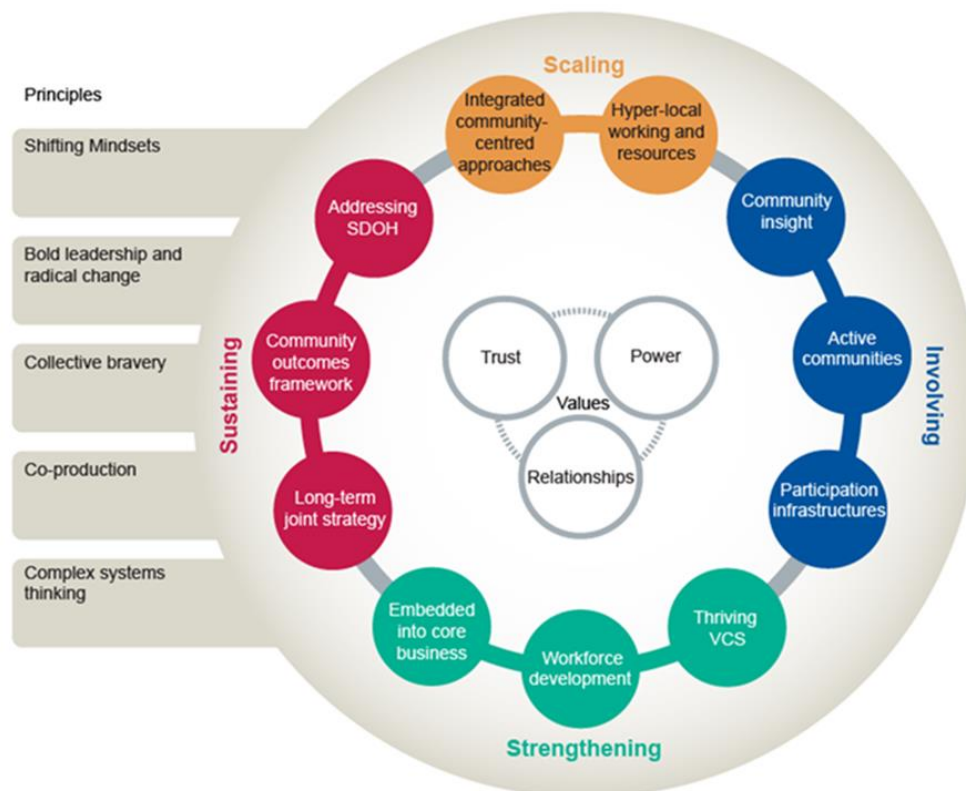 Principles
Shifting Mindsets
Bold leadership and
radical change
Collective bravery
Co-production
Complex systems
thinking
Scaling
Integrated
community-
centred
approaches
Hyper-local
working and
resources
Involving
Community
insight
Active
communities
Participation
infrastructures
Strengthening
Thriving
VCS
Workforce
development
Embedded
into core
business
Sustaining
Long-term
joint strategy
Community
outcomes
framework
Addressing
SDOH
Trust
Power
Values
Relationships